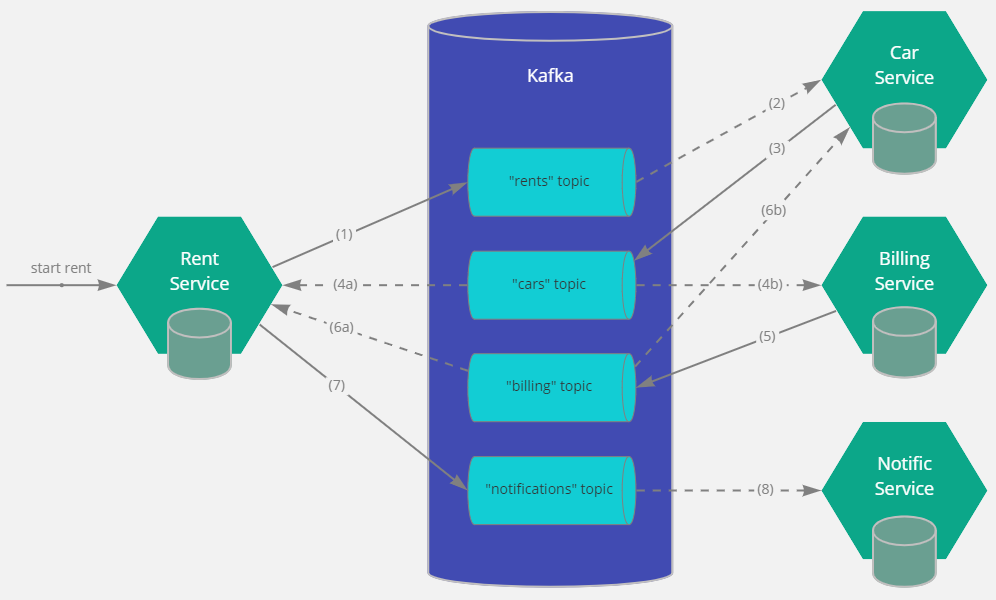 Kafka
Car
Service
(2)
(3)
"rents" topic
(6b)
(1)
Rent
Service
start rent
(4a)
"cars" topic
(4b)
Billing
Service
(6a)
(5)
"billing" topic
(7)
Notific
Service
"notifications" topic
(8)